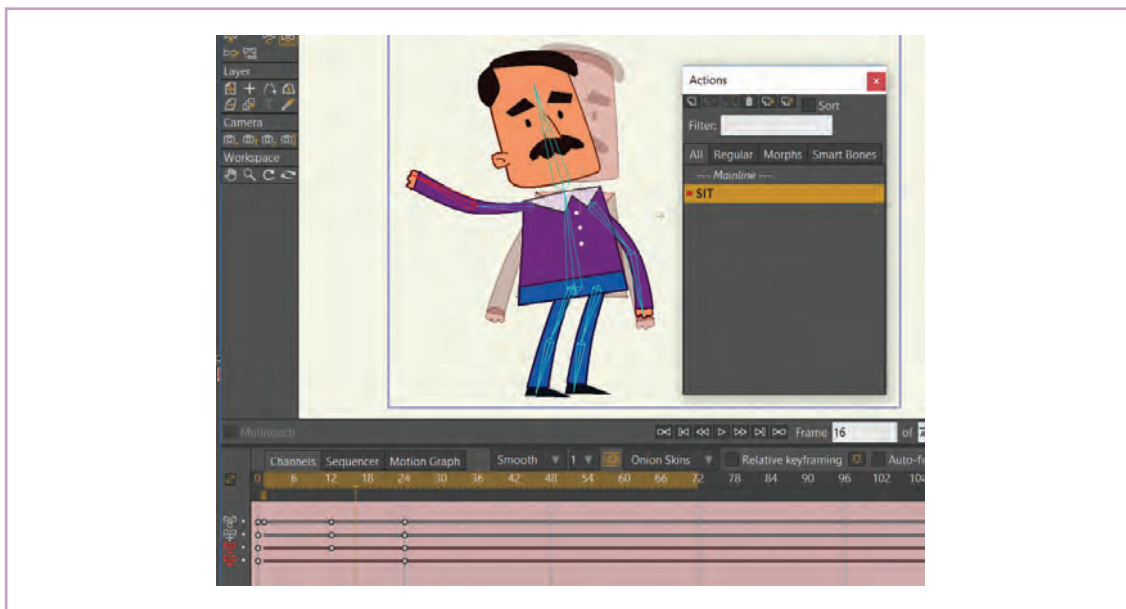 Layer
Camera
Workspace
Actions
Sort
Filter:
All Regular Morphs Smart Bones
--- Mainline ---
SIT
Multitouch
Frame 16 of
Channels Sequencer Motion Graph Smooth 1 Onion Skins Relative keyframing
0 6 12 18 24 30 36 42 48 54 60 66 72 78 84 90 96 102